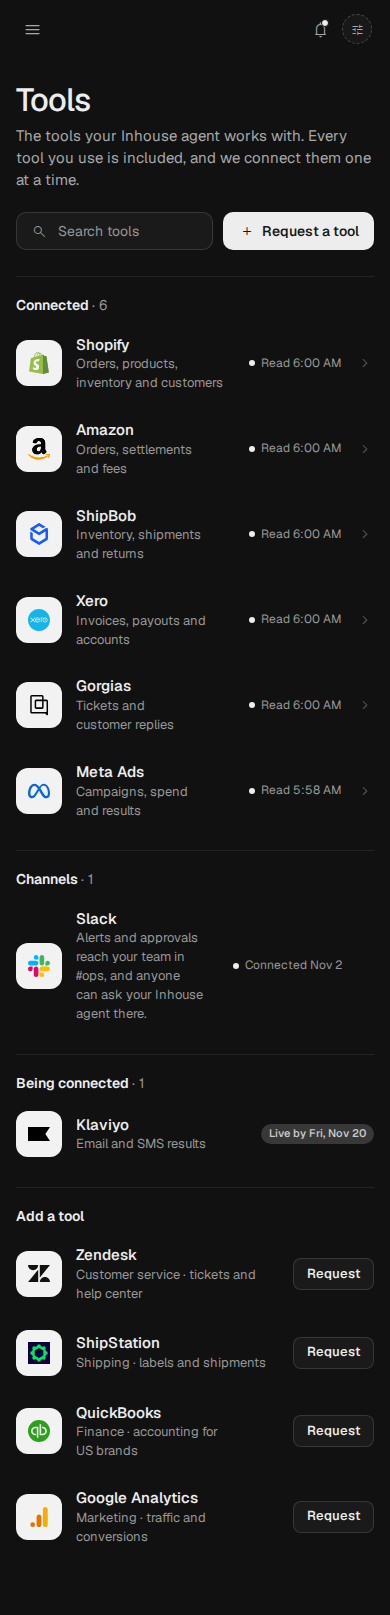 Tools
The tools your Inhouse agent works with. Every
tool you use is included, and we connect them one
at a time.
Search tools
+ Request a tool
Connected · 6
Shopify
Orders, products,
inventory and customers
Read 6:00 AM
Amazon
Orders, settlements
and fees
Read 6:00 AM
ShipBob
Inventory, shipments
and returns
Read 6:00 AM
xero
Xero
Invoices, payouts and
accounts
Read 6:00 AM
Gorgias
Tickets and
customer replies
Read 6:00 AM
Meta Ads
Campaigns, spend
and results
Read 5:58 AM
Channels · 1
Slack
Alerts and approvals
reach your team in
#ops, and anyone
can ask your Inhouse
agent there.
Connected Nov 2
Being connected · 1
Klaviyo
Email and SMS results
Live by Fri, Nov 20
Add a tool
Zendesk
Customer service · tickets and
help center
Request
ShipStation
Shipping · labels and shipments
Request
qb
QuickBooks
Finance · accounting for
US brands
Request
Google Analytics
Marketing · traffic and
conversions
Request